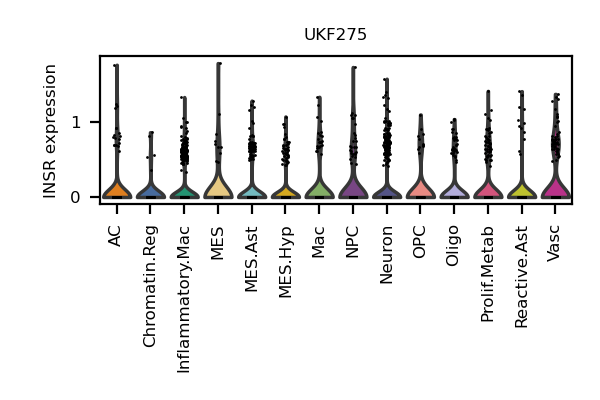 UKF275
INSR expression
1
0
AC
Chromatin.Reg
Inflammatory.Mac
MES
MES.Ast
MES.Hyp
Mac
NPC
Neuron
OPC
Oligo
Prolif.Metab
Reactive.Ast
Vasc